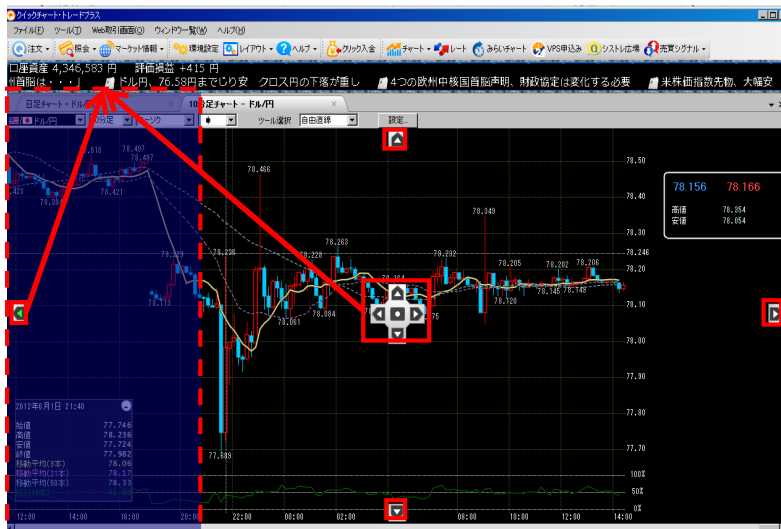 クイックチャート・トレードプラス
ファイル(F) ツール(T) Web取引画面(O) ウィンドウ一覧(W) ヘルプ(H)
注文 照会 マーケット情報 環境設定 レイアウト ヘルプ クリック入金 チャート レート みらいチャート VPS申込み シストレ広場 売買シグナル
口座資産 4,346,583 円 評価損益 +415 円
州首脳は・・・ ドル円、76.58円までじり安 クロス円の下落が重し 4つの欧州中核国首脳声明、財政協定は変化する必要 米株価指数先物、大幅安
日足チャート - ドル 10分足チャート - ドル/円
ドル/円 0分足 ーソク ツール選択 自由直線 設定...
78.510 78.487
78.497
78.466
78.50
78.421
78.40
78.156 78.166
高値 78.354
安値 78.054
78.349
78.30
78.263
78.238 78.228 78.232 78.248
78.205 78.202 78.206
78.20
78.164
78.145 78.148
78.113 78.120
78.10
78.061 78.084
78.00
77.90
77.80
77.70
77.689
2012年6月1日 21:40
始値 77.746
高値 78.236
安値 77.724
終値 77.982
移動平均(9本) 78.06
移動平均(21本) 78.17
移動平均(50本) 78.33
100%
50%
0%
12:00 14:00 16:00 20:00 22:00 00:00 02:00 08:00 10:00 12:00 14:00